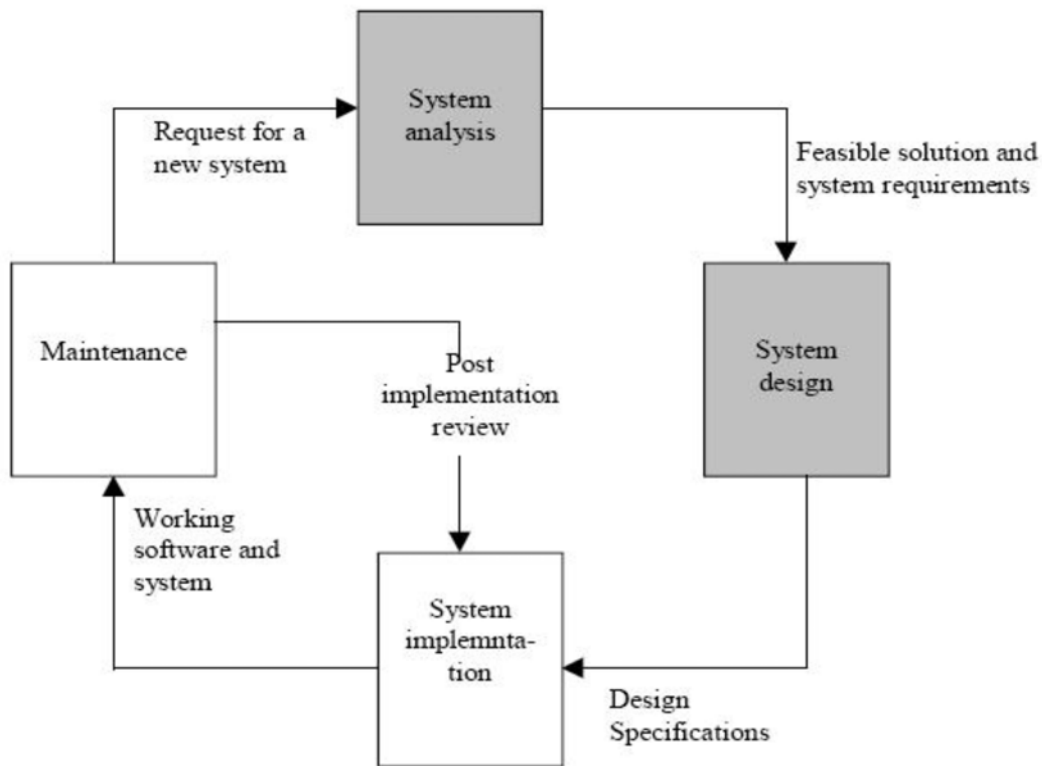 System
analysis
Request for a
new system
Feasible solution and
system requirements
Maintenance
System
design
Post
implementation
review
Working
software and
system
System
implemnta-
tion
Design
Specifications